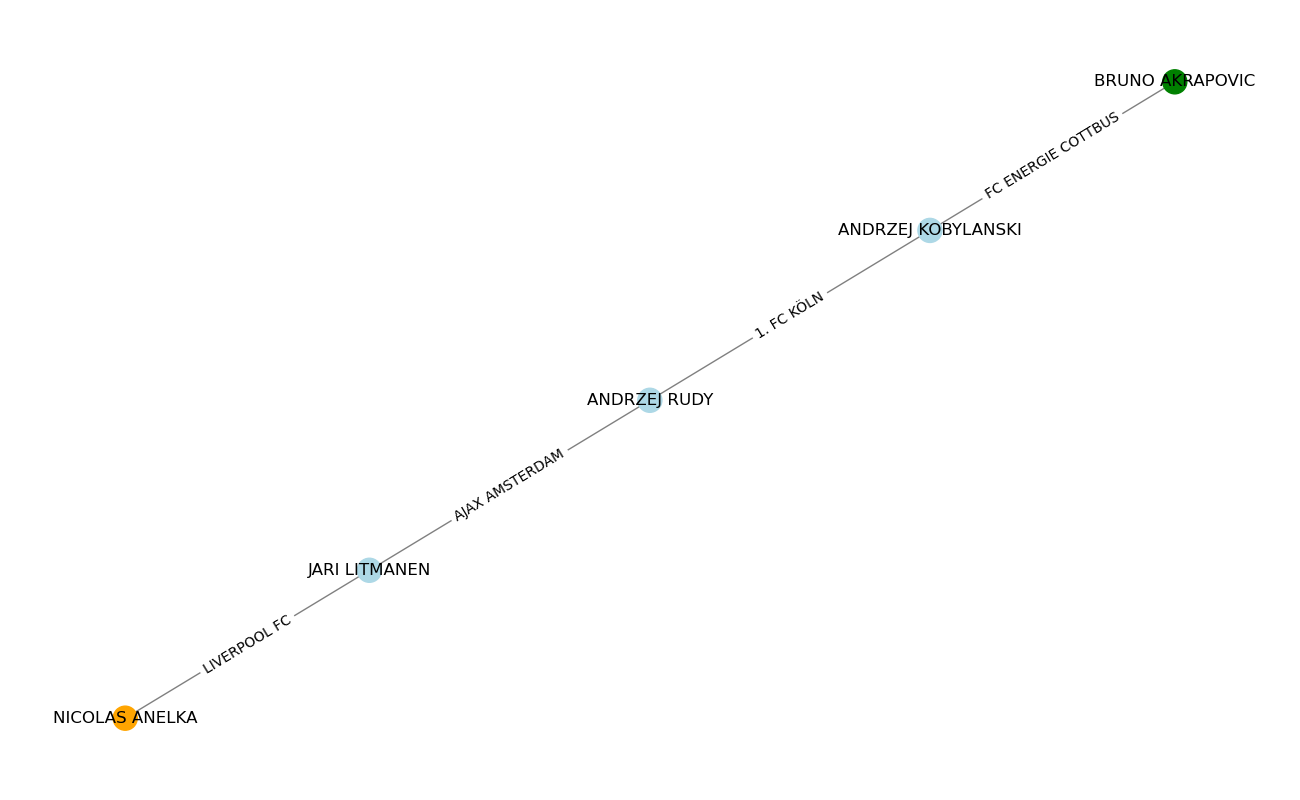 BRUNO AKRAPOVIC
FC ENERGIE COTTBUS
ANDRZEJ KOBYLANSKI
1. FC KÖLN
ANDRZEJ RUDY
AJAX AMSTERDAM
JARI LITMANEN
LIVERPOOL FC
NICOLAS ANELKA